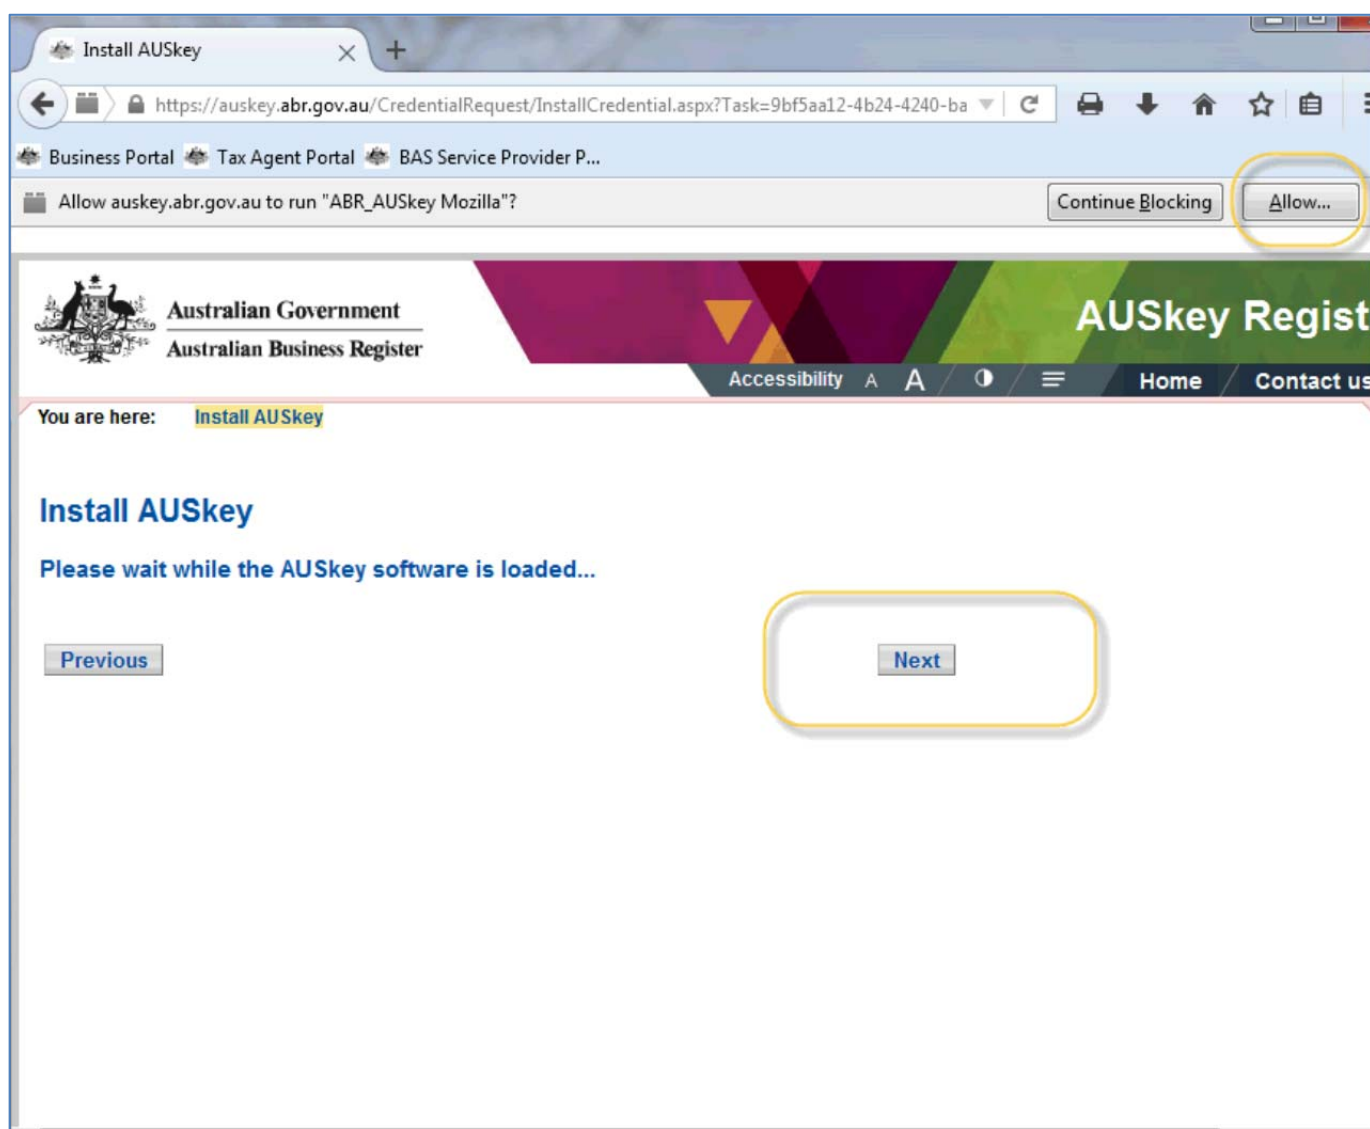 Install AUSkey
https://auskey.abr.gov.au/CredentialRequest/InstallCredential.aspx?Task=9bf5aa12-4b24-4240-ba
Business Portal Tax Agent Portal BAS Service Provider P...
Allow auskey.abr.gov.au to run "ABR_AUSkey Mozilla"? Continue Blocking Allow...
Australian Government
Australian Business Register
AUSkey Regist
Accessibility A A Home Contact us
You are here: Install AUSkey
Install AUSkey
Please wait while the AUSkey software is loaded...
Previous Next